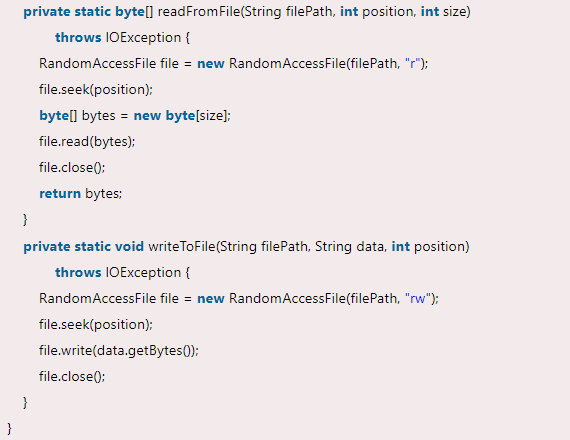 private static byte[] readFromFile(String filePath, int position, int size)
throws IOException {
RandomAccessFile file = new RandomAccessFile(filePath, "r");
file.seek(position);
byte[] bytes = new byte[size];
file.read(bytes);
file.close();
return bytes;
}
private static void writeToFile(String filePath, String data, int position)
throws IOException {
RandomAccessFile file = new RandomAccessFile(filePath, "rw");
file.seek(position);
file.write(data.getBytes());
file.close();
}
}